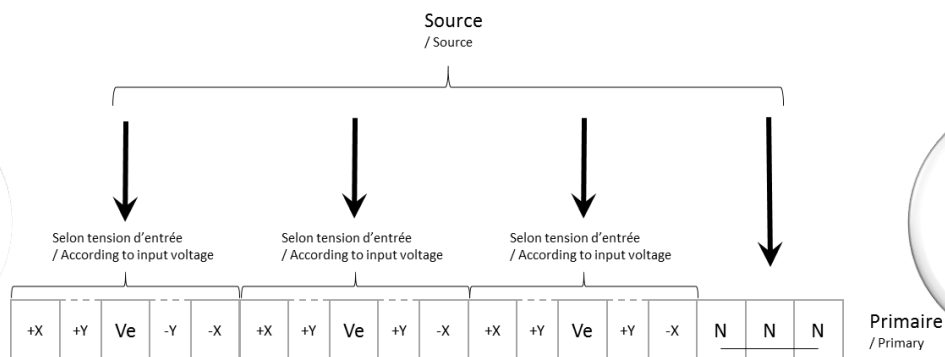 Source
/ Source
Selon tension d'entrée
/ According to input voltage
Selon tension d'entrée
/ According to input voltage
Selon tension d'entrée
/ According to input voltage
+X +Y Ve -Y -X +X +Y Ve +Y -X +X +Y Ve +Y -X N N N
Primaire
/ Primary